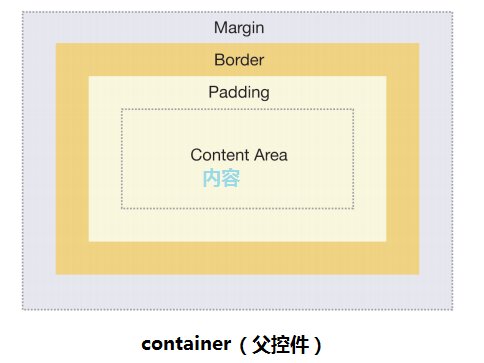 Margin
Border
Padding
Content Area
内容
container（父控件）